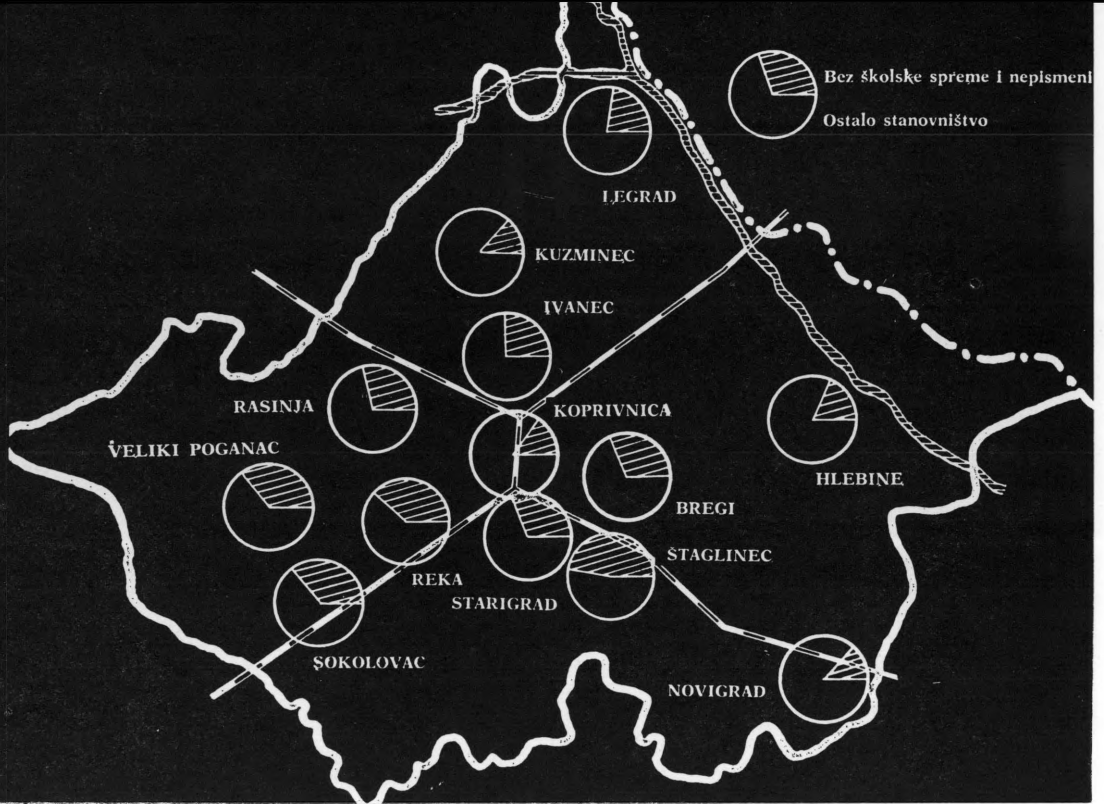 Bez školske spreme i nepismeni
Ostalo stanovništvo
LEGRAD
KUZMINEC
IVANEC
RASINJA
KOPRIVNICA
VELIKI POGANAC
HLEBINE
BREGI
ŠTAGLINEC
REKA
STARIGRAD
SOKOLOVAC
NOVIGRAD